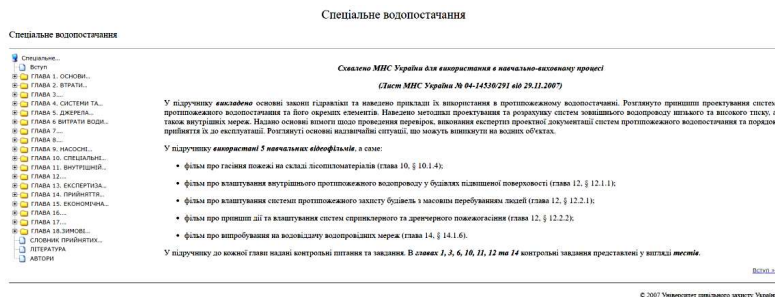 Спеціальне водопостачання
Спеціальне водопостачання
Спеціальне...
Вступ
ГЛАВА 1. ОСНОВИ...
ГЛАВА 2. ВТРАТИ...
ГЛАВА 3....
ГЛАВА 4. СИСТЕМИ ТА...
ГЛАВА 5. ДЖЕРЕЛА...
ГЛАВА 6 ВИТРАТИ ВОДИ...
ГЛАВА 7....
ГЛАВА 8....
ГЛАВА 9. НАСОСНІ...
ГЛАВА 10. СПЕЦІАЛЬНІ...
ГЛАВА 11. ВНУТРІШНІЙ...
ГЛАВА 12....
ГЛАВА 13. ЕКСПЕРТИЗА...
ГЛАВА 14. ПРИЙНЯТТЯ...
ГЛАВА 15. ЕКОНОМІЧНА...
ГЛАВА 16....
ГЛАВА 17....
ГЛАВА 18.ЗИМОВІ...
СЛОВНИК ПРИЙНЯТИХ...
ЛІТЕРАТУРА
АВТОРИ
Схвалено МНС України для використання в навчально-виховному процесі
(Лист МНС України № 04-14530/291 від 29.11.2007)
У підручнику викладено основні закони гідравліки та наведено приклади їх використання в протипожежному водопостачанні. Розглянуто принципи проектування систем
протипожежного водопостачання та його окремих елементів. Наведено методики проектування та розрахунку систем зовнішнього водопроводу низького та високого тиску, а
також внутрішніх мереж. Надано основні вимоги щодо проведення перевірок, виконання експертиз проектної документації систем протипожежного водопостачання та порядок
прийняття їх до експлуатації. Розглянуті основні надзвичайні ситуації, що можуть виникнути на водних об'єктах.
У підручнику використані 5 навчальних відеофільмів, а саме:
• фільм про гасіння пожежі на складі лісопиломатеріалів (глава 10, § 10.1.4);
• фільм про влаштування внутрішнього протипожежного водопроводу у будівлях підвищеної поверховості (глава 12, § 12.1.1);
• фільм про влаштування системи протипожежного захисту будівель з масовим перебуванням людей (глава 12, § 12.2.1);
• фільм про принцип дії та влаштування систем спринклерного та дренчерного пожежогасіння (глава 12, § 12.2.2);
• фільм про випробування на водовіддачу водопровідних мереж (глава 14, § 14.1.6).
У підручнику до кожної глави надані контрольні питання та завдання. В главах 1, 3, 6, 10, 11, 12 та 14 контрольні завдання представлені у вигляді тестів.
Вступ »
© 2007 Університет цивільного захисту України